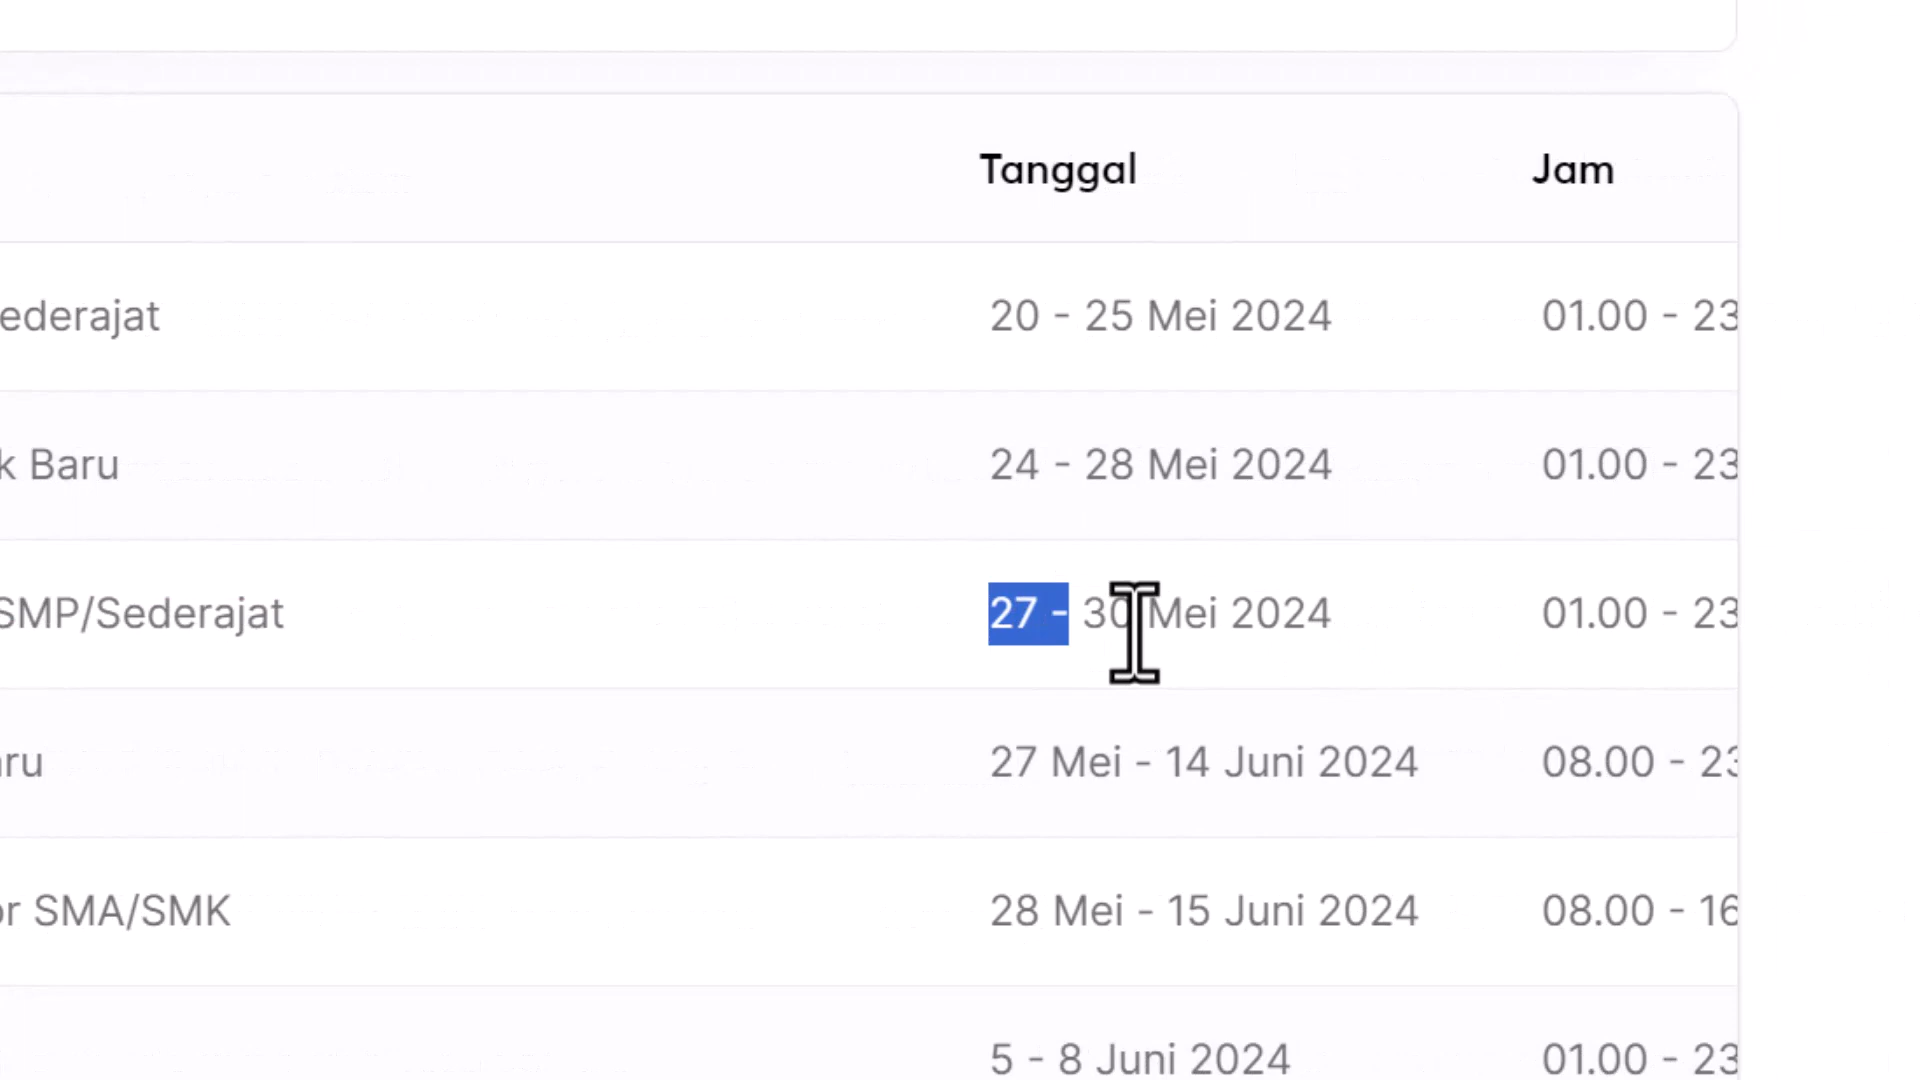 Tanggal Jam
ederajat 20 - 25 Mei 2024 01.00 - 23
k Baru 24 - 28 Mei 2024 01.00 - 23
SMP/Sederajat 27 - 30 Mei 2024 01.00 - 23
ru 27 Mei - 14 Juni 2024 08.00 - 23
or SMA/SMK 28 Mei - 15 Juni 2024 08.00 - 16
5 - 8 Juni 2024 01.00 - 23